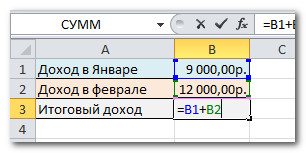 СУММ fx =B1+
A B C
1 Доход в Январе 9 000,00р.
2 Доход в феврале 12 000,00р.
3 Итоговый доход =B1+B2